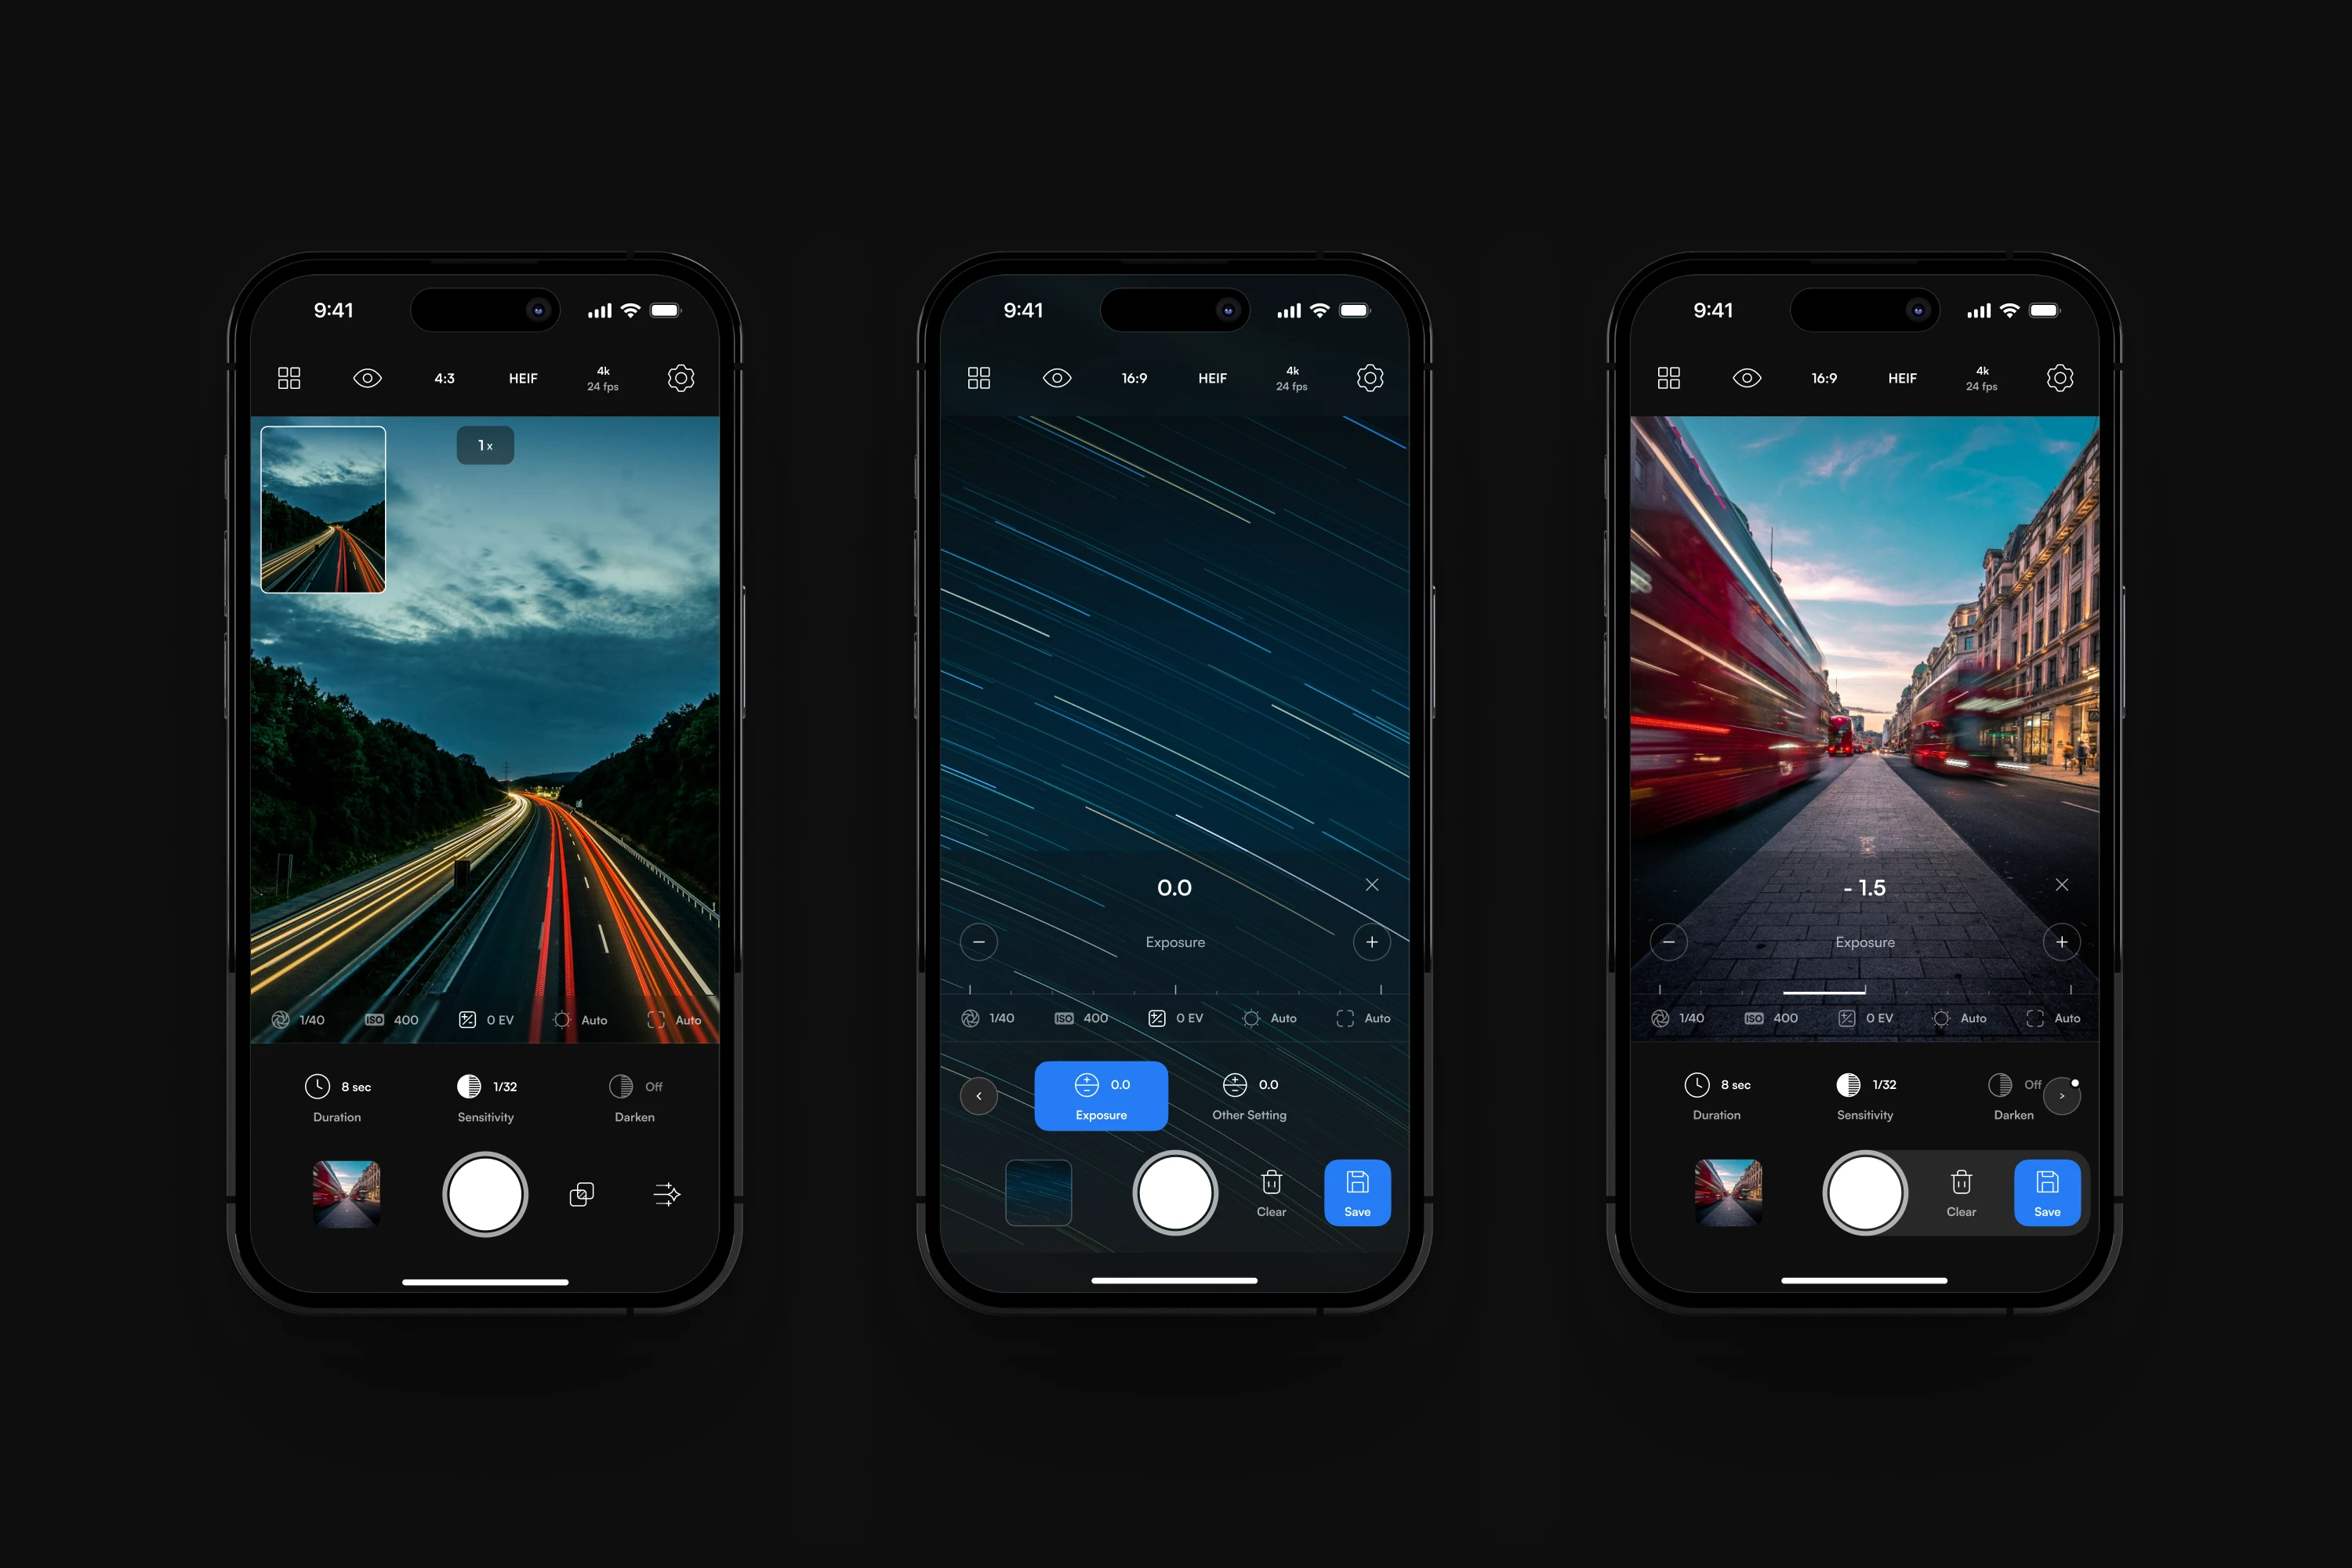 9:41
4:3 HEIF 4k
24 fps
1x
1/40 ISO 400 0 EV Auto Auto
8 sec 1/32 Off
Duration Sensitivity Darken
9:41
16:9 HEIF 4k
24 fps
0.0
Exposure
1/40 ISO 400 0 EV Auto Auto
0.0 0.0
Exposure Other Setting
Clear Save
9:41
16:9 HEIF 4k
24 fps
- 1.5
Exposure
1/40 ISO 400 0 EV Auto Auto
8 sec 1/32 Off
Duration Sensitivity Darken
Clear Save